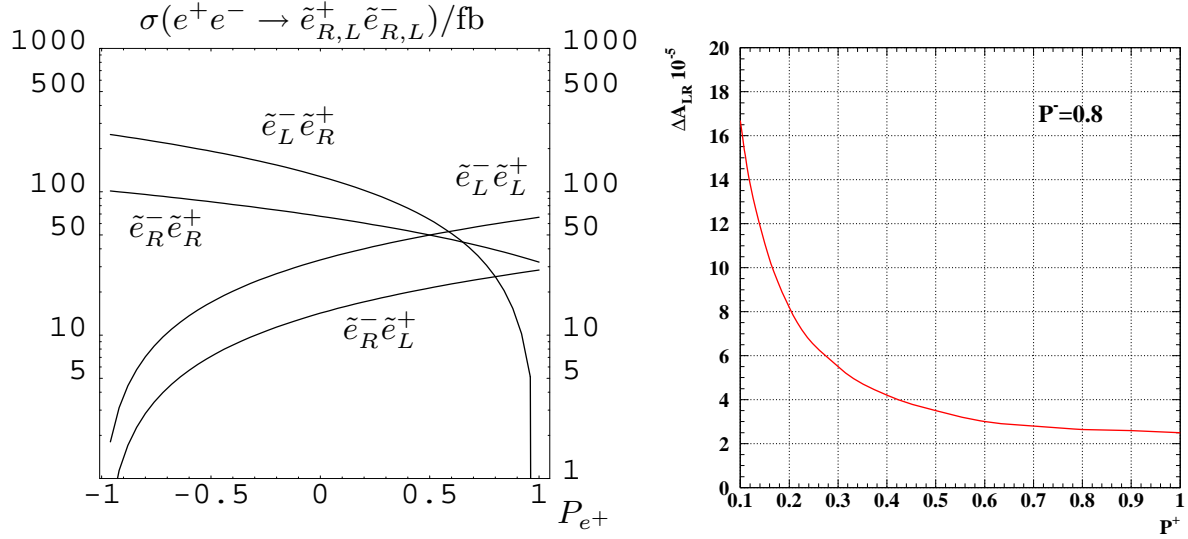 σ(e⁺e⁻ → ẽ⁺_{R,L} ẽ⁻_{R,L})/fb
1000
500
100
50
10
5
1000
500
100
50
10
5
1
ẽ⁻_L ẽ⁺_R
ẽ⁻_L ẽ⁺_L
ẽ⁻_R ẽ⁺_R
ẽ⁻_R ẽ⁺_L
-1 -0.5 0 0.5 1
P_{e+}
ΔA_{LR} 10⁻⁵
20
18
16
14
12
10
8
6
4
2
0
P⁻=0.8
0.1 0.2 0.3 0.4 0.5 0.6 0.7 0.8 0.9 1
P⁺